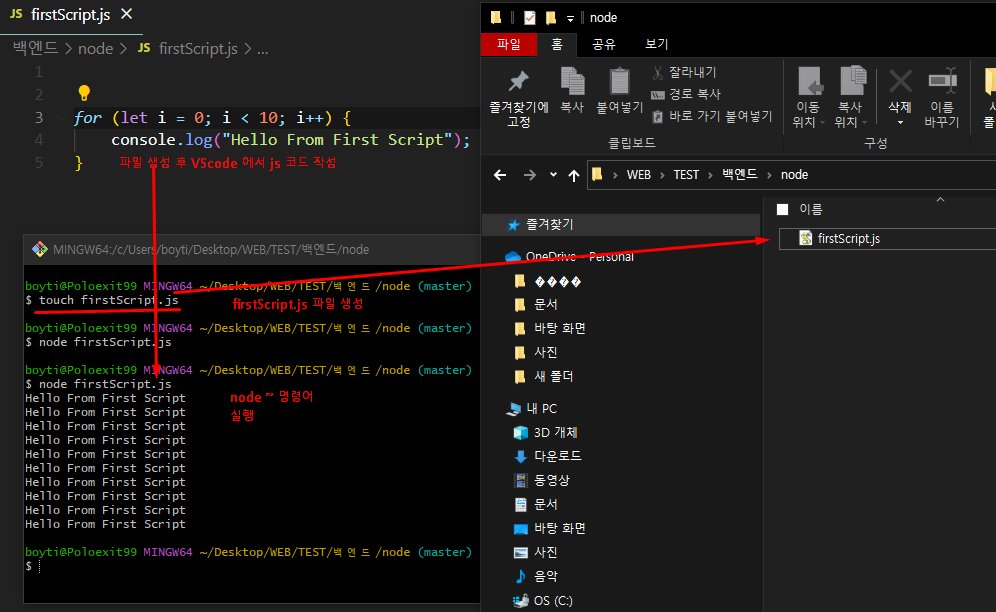 JS firstScript.js ×
백엔드 > node > JS firstScript.js > ...
1
2
3 for (let i = 0; i < 10; i++) {
4 console.log("Hello From First Script");
5 }
파일 생성 후 VScode 에서 js 코드 작성
MINGW64:/c/Users/boyti/Desktop/WEB/TEST/백엔드/node
boyti@Poloexit99 MINGW64 ~/Desktop/WEB/TEST/백엔드/node (master)
$ touch firstScript.js
firstScript.js 파일 생성
boyti@Poloexit99 MINGW64 ~/Desktop/WEB/TEST/백엔드/node (master)
$ node firstScript.js
boyti@Poloexit99 MINGW64 ~/Desktop/WEB/TEST/백엔드/node (master)
$ node firstScript.js
node ~ 명령어
실행
Hello From First Script
Hello From First Script
Hello From First Script
Hello From First Script
Hello From First Script
Hello From First Script
Hello From First Script
Hello From First Script
Hello From First Script
Hello From First Script
boyti@Poloexit99 MINGW64 ~/Desktop/WEB/TEST/백엔드/node (master)
$
node
파일 홈 공유 보기
즐겨찾기에
고정
복사
붙여넣기
잘라내기
경로 복사
바로 가기 붙여넣기
클립보드
이동
위치
복사
위치
삭제
이름
바꾸기
구성
새
폴
WEB > TEST > 백엔드 > node
이름
firstScript.js
즐겨찾기
OneDrive - Personal
����
문서
바탕 화면
사진
새 폴더
내 PC
3D 개체
다운로드
동영상
문서
바탕 화면
사진
음악
OS (C:)